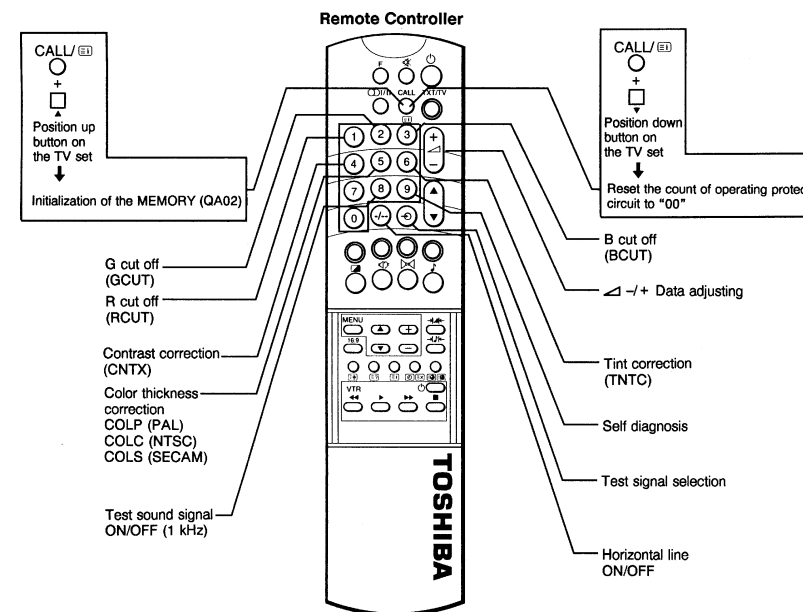 Remote Controller
CALL/
+
Position up
button on
the TV set
Initialization of the MEMORY (QA02)
CALL/
+
Position down
button on
the TV set
Reset the count of operating protec
circuit to "00"
F
I/II CALL TXT/TV
1 2 3 +
4 5 6 −
7 8 9
0 -/--
G cut off
(GCUT)
R cut off
(RCUT)
Contrast correction
(CNTX)
Color thickness
correction
COLP (PAL)
COLC (NTSC)
COLS (SECAM)
Test sound signal
ON/OFF (1 kHz)
B cut off
(BCUT)
−/+ Data adjusting
Tint correction
(TNTC)
Self diagnosis
Test signal selection
Horizontal line
ON/OFF
MENU
+
16:9
−
VTR
TOSHIBA